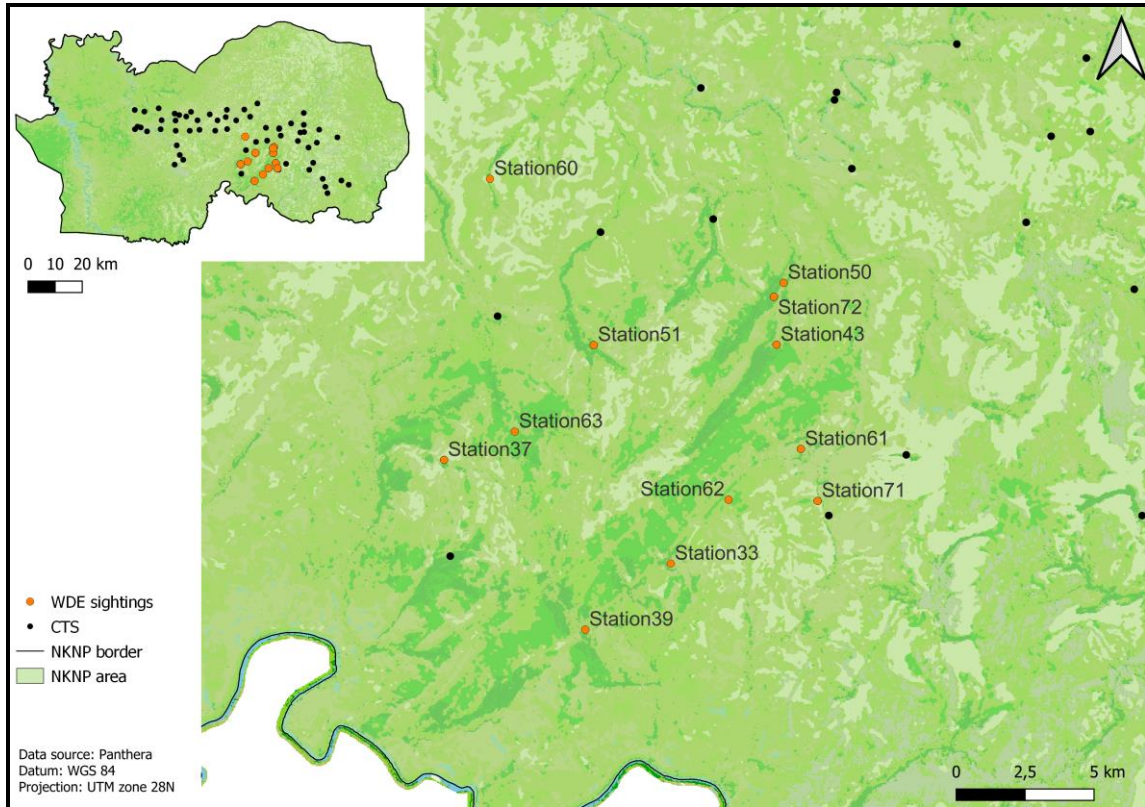 0 10 20 km
Station60
Station50
Station72
Station51
Station43
Station63
Station61
Station37
Station62
Station71
Station33
WDE sightings
CTS
Station39
NKNP border
NKNP area
Data source: Panthera
Datum: WGS 84
Projection: UTM zone 28N
0 2,5 5 km